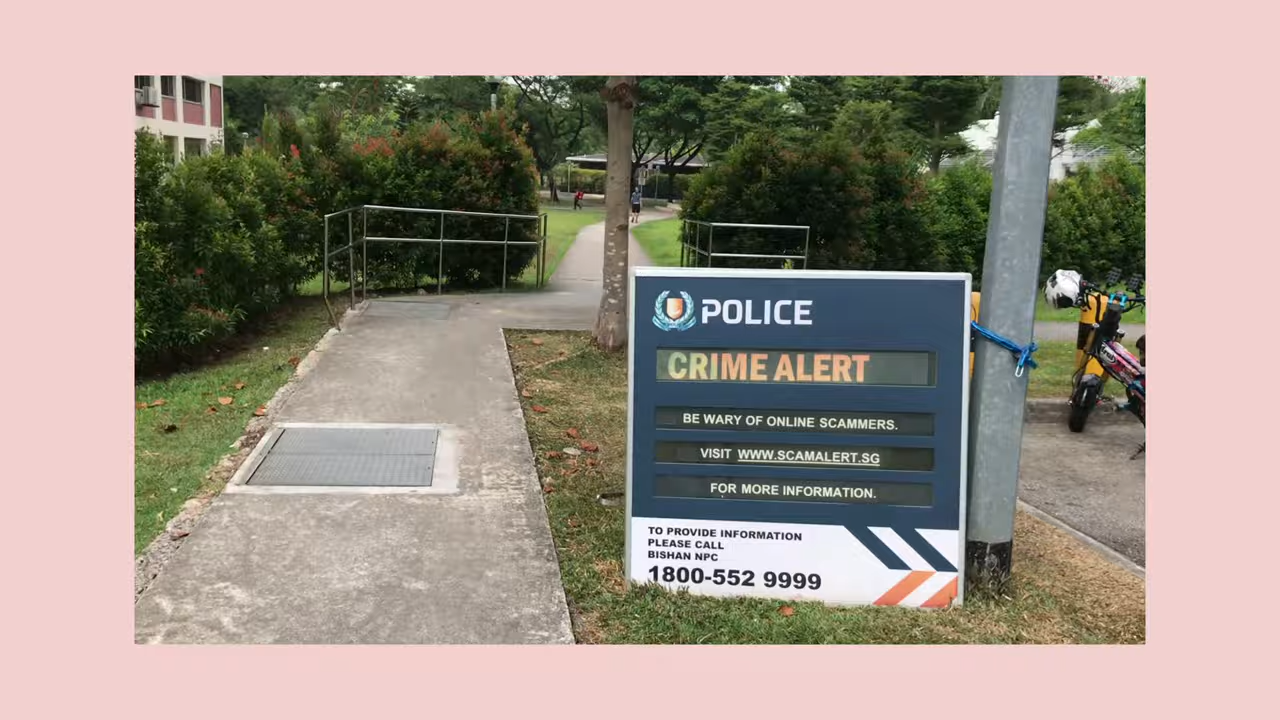 POLICE
CRIME ALERT
BE WARY OF ONLINE SCAMMERS.
VISIT WWW.SCAMALERT.SG
FOR MORE INFORMATION.
TO PROVIDE INFORMATION
PLEASE CALL
BISHAN NPC
1800-552 9999